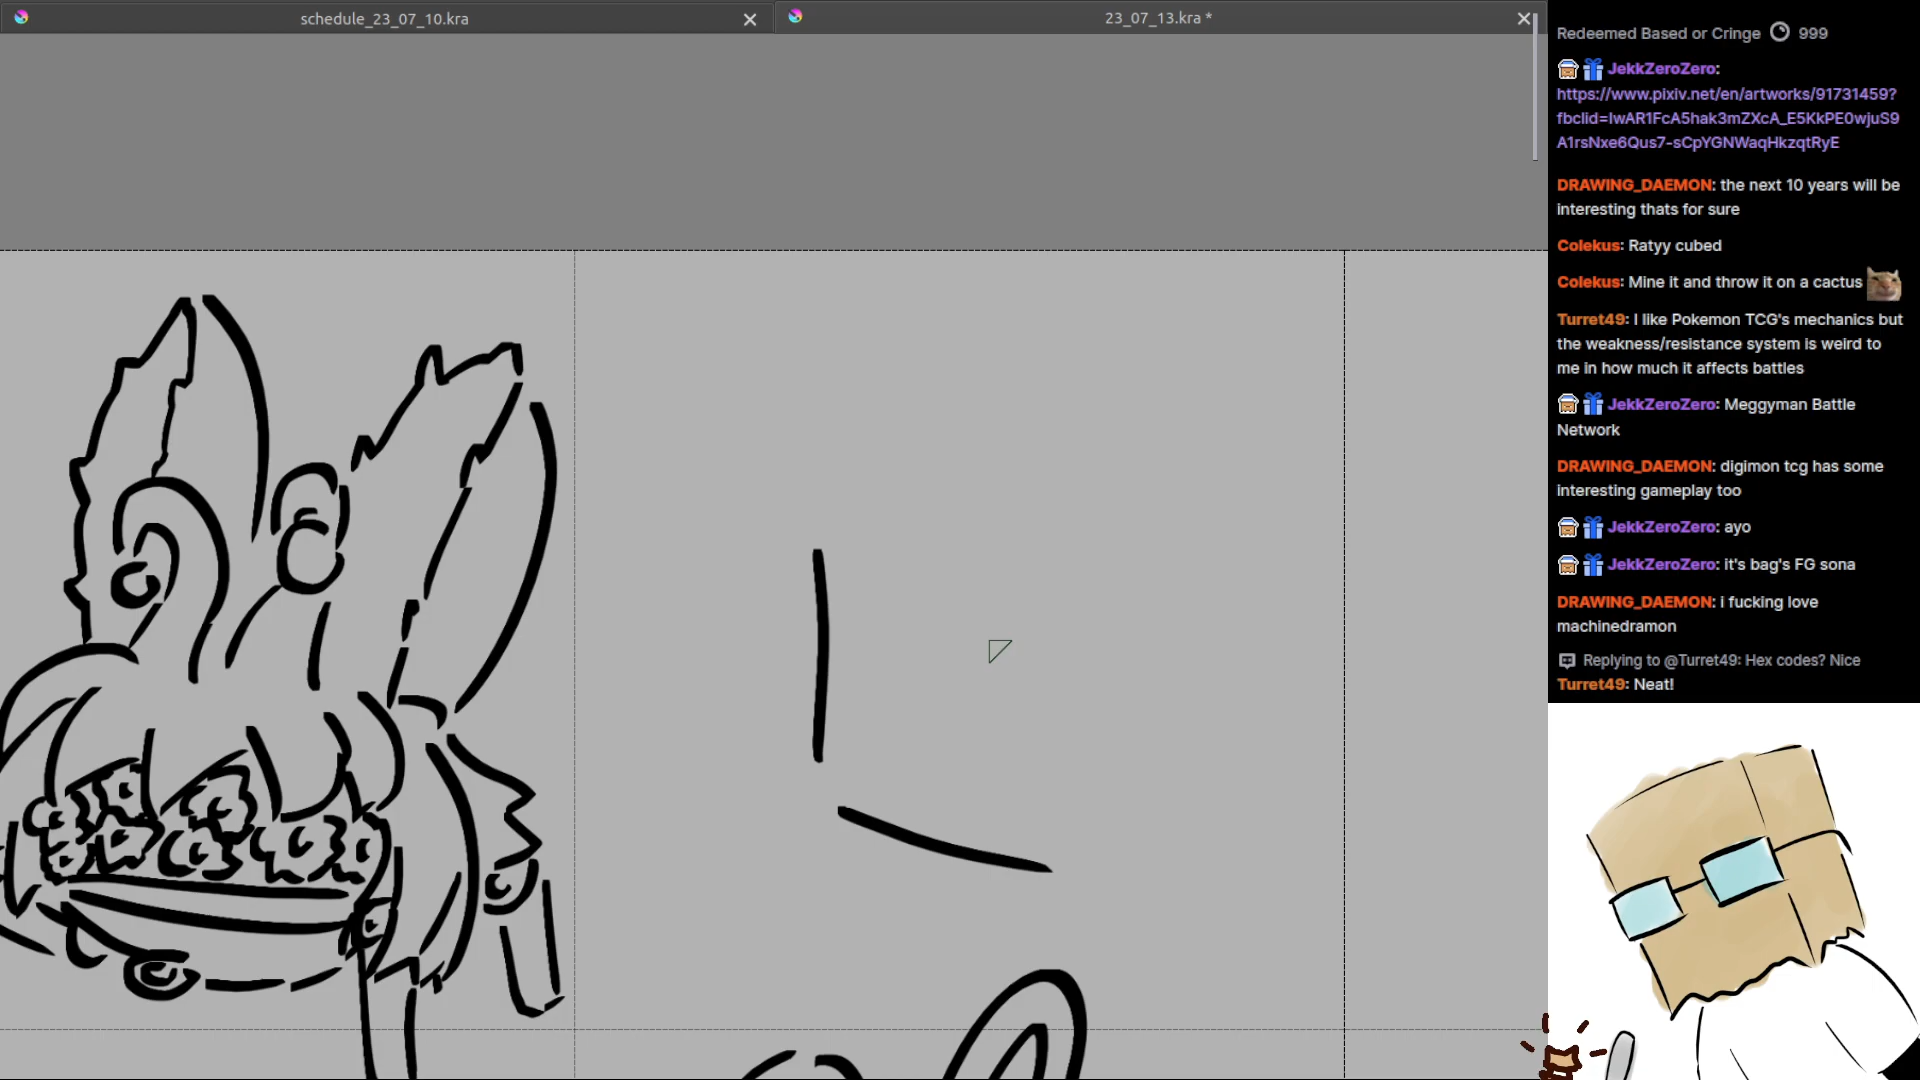 schedule_23_07_10.kra
23_07_13.kra *
Redeemed Based or Cringe 999
JekkZeroZero:
https://www.pixiv.net/en/artworks/91731459?
fbclid=IwAR1FcA5hak3mZXcA_E5KkPE0wjuS9
A1rsNxe6Qus7-sCpYGNWaqHkzqtRyE
DRAWING_DAEMON: the next 10 years will be
interesting thats for sure
Colekus: Ratyy cubed
Colekus: Mine it and throw it on a cactus
Turret49: I like Pokemon TCG's mechanics but
the weakness/resistance system is weird to
me in how much it affects battles
JekkZeroZero: Meggyman Battle
Network
DRAWING_DAEMON: digimon tcg has some
interesting gameplay too
JekkZeroZero: ayo
JekkZeroZero: it's bag's FG sona
DRAWING_DAEMON: i fucking love
machinedramon
Replying to @Turret49: Hex codes? Nice
Turret49: Neat!